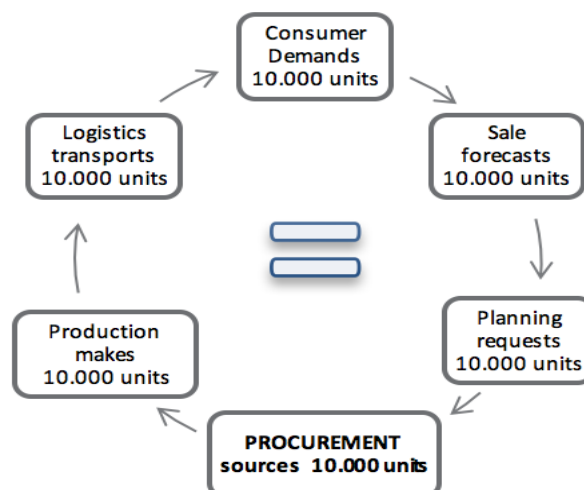 Consumer
Demands
10.000 units
Sale
forecasts
10.000 units
Planning
requests
10.000 units
PROCUREMENT
sources 10.000 units
Production
makes
10.000 units
Logistics
transports
10.000 units